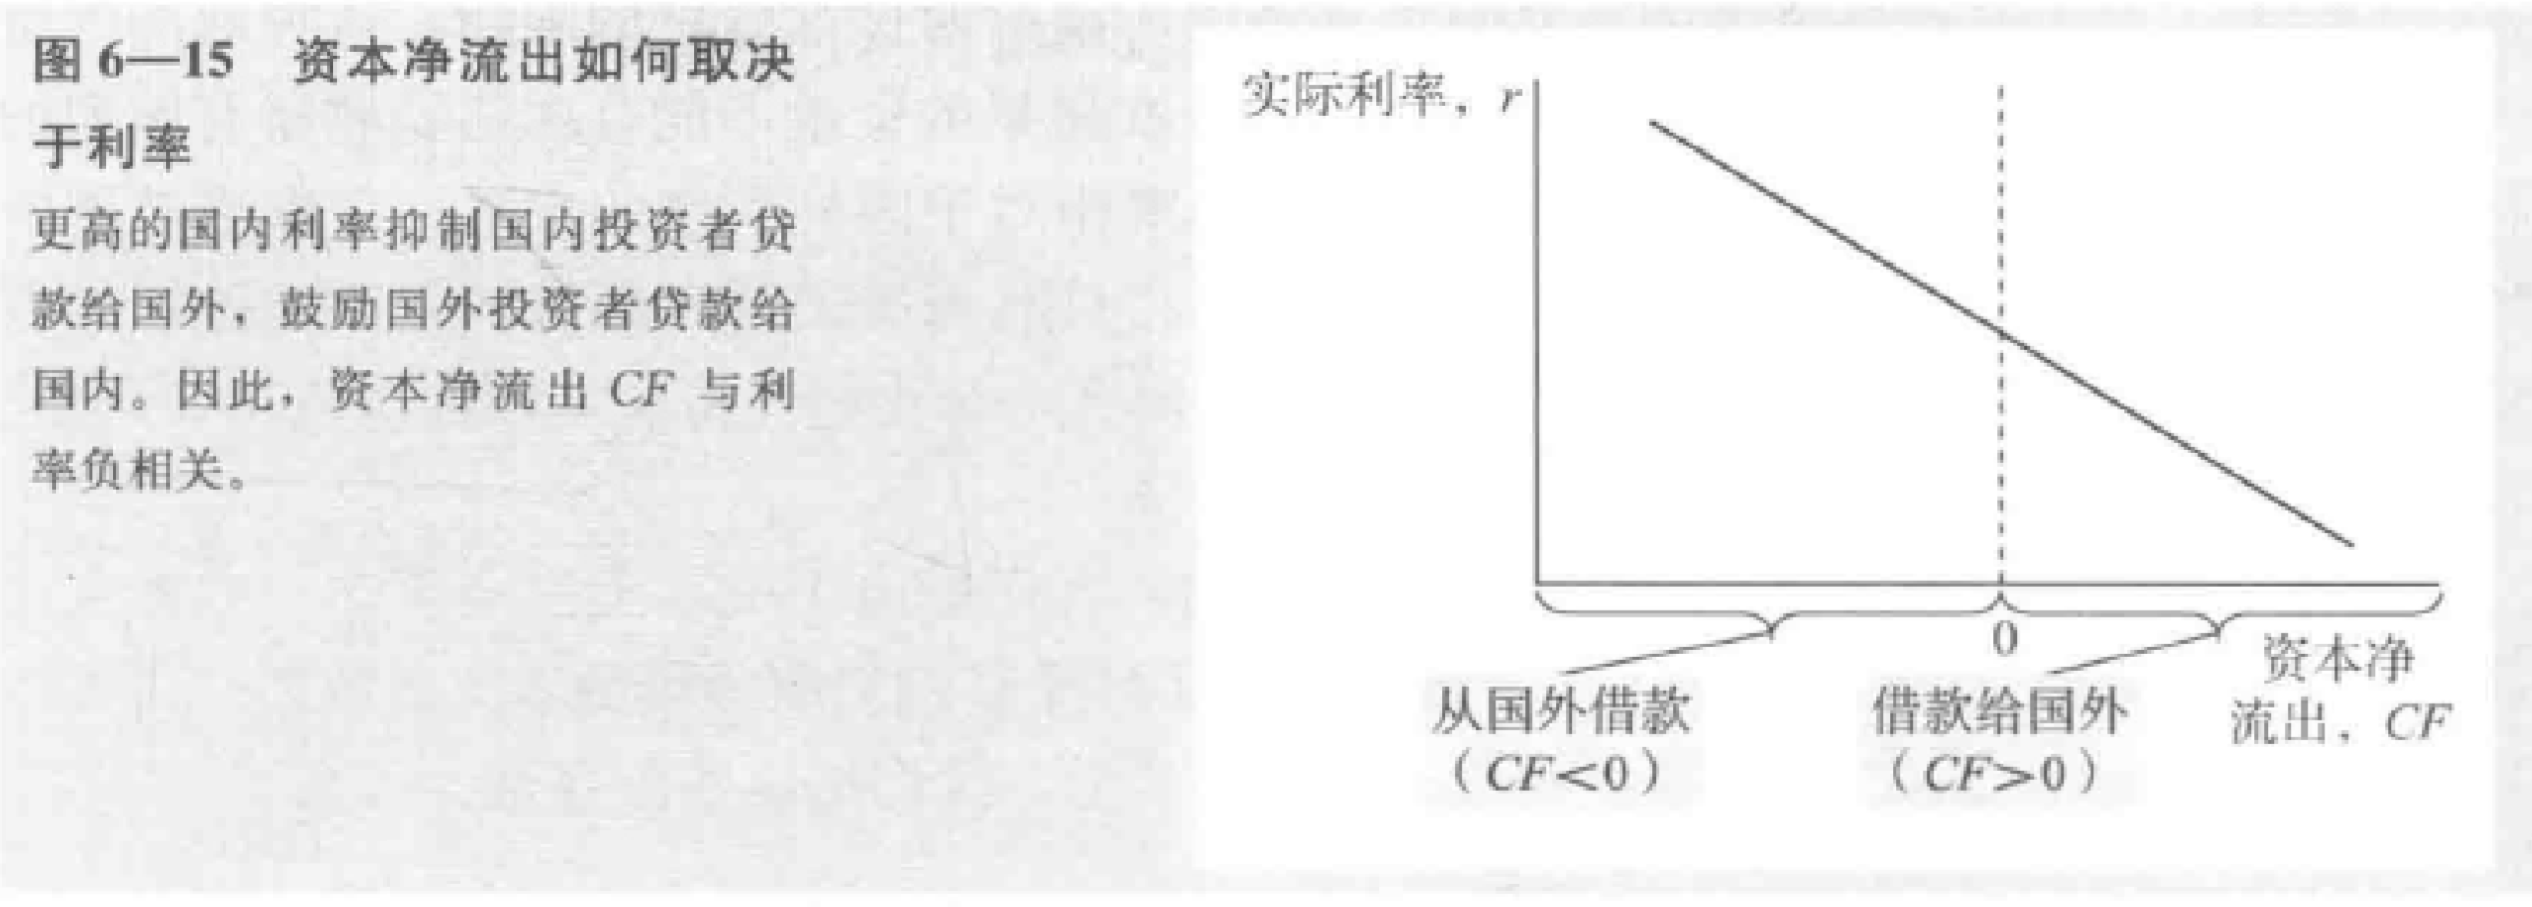 图 6—15 资本净流出如何取决
于利率
更高的国内利率抑制国内投资者贷
款给国外，鼓励国外投资者贷款给
国内。因此，资本净流出 CF 与利
率负相关。
实际利率，r
0
资本净
流出，CF
从国外借款
（CF<0）
借款给国外
（CF>0）